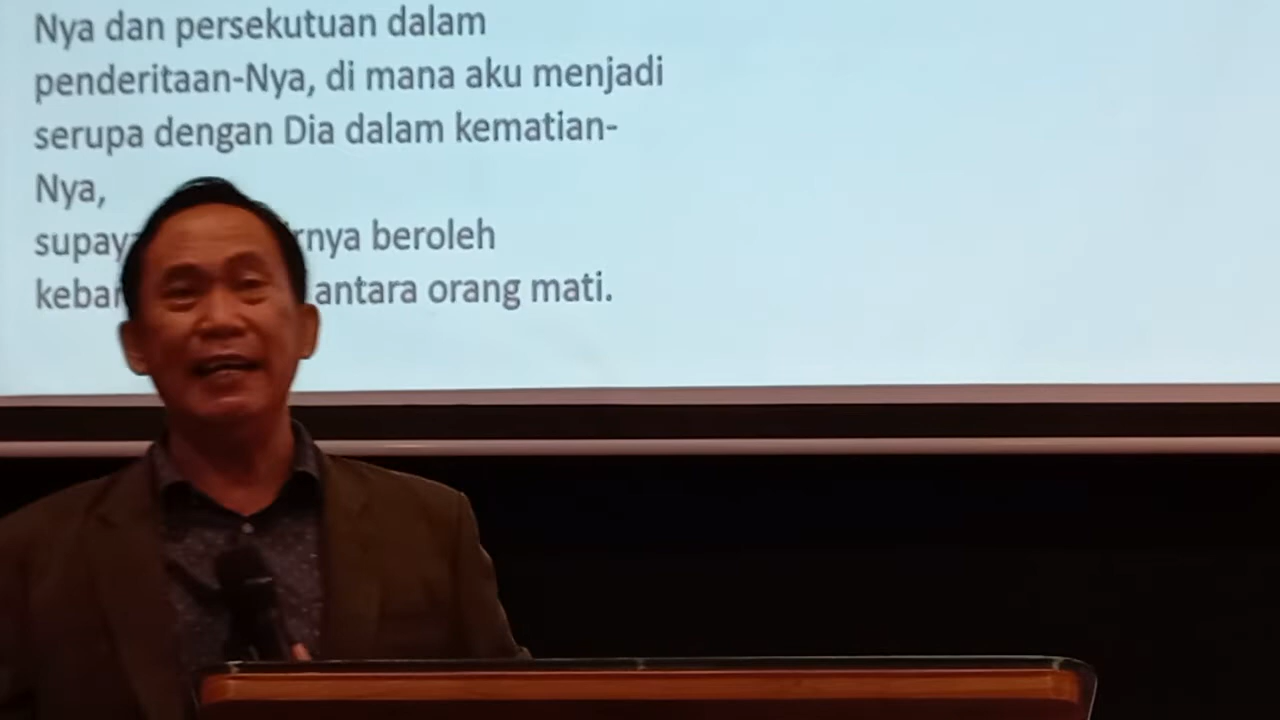 Nya dan persekutuan dalam
penderitaan-Nya, di mana aku menjadi
serupa dengan Dia dalam kematian-
Nya,
beroleh
antara orang mati.